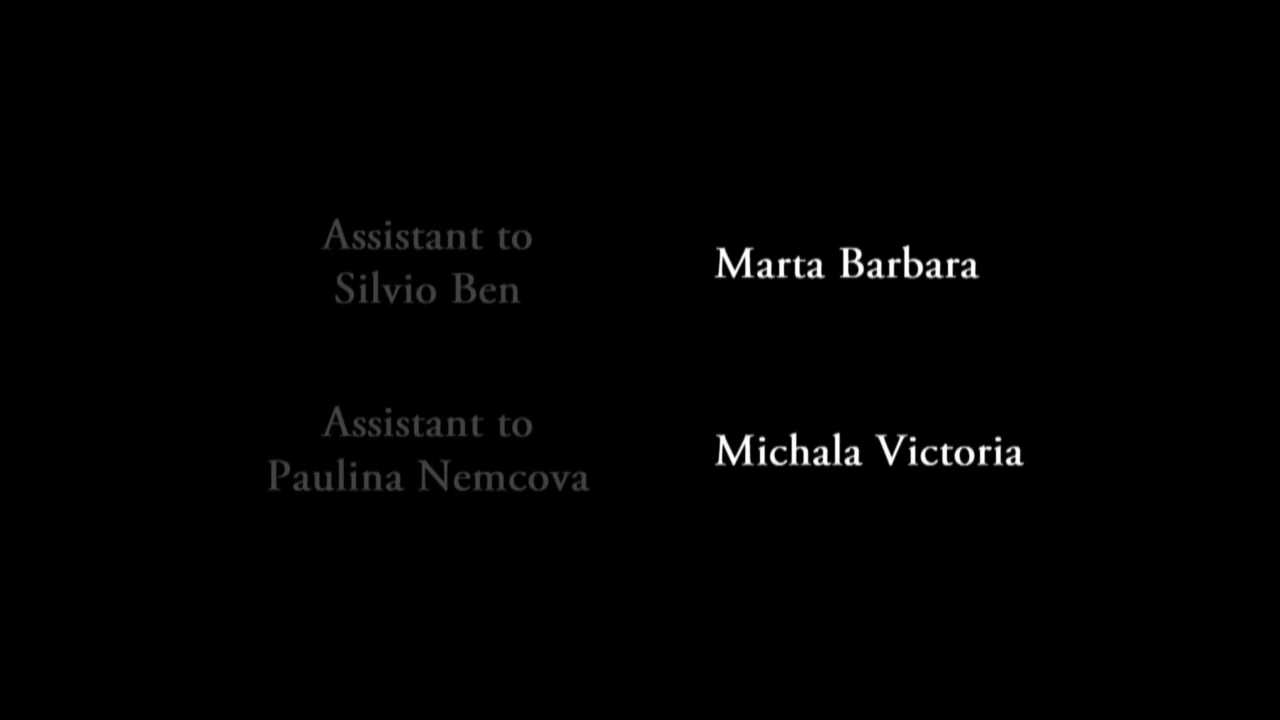 Assistant to
Silvio Ben
Marta Barbara
Assistant to
Paulina Nemcova
Michala Victoria